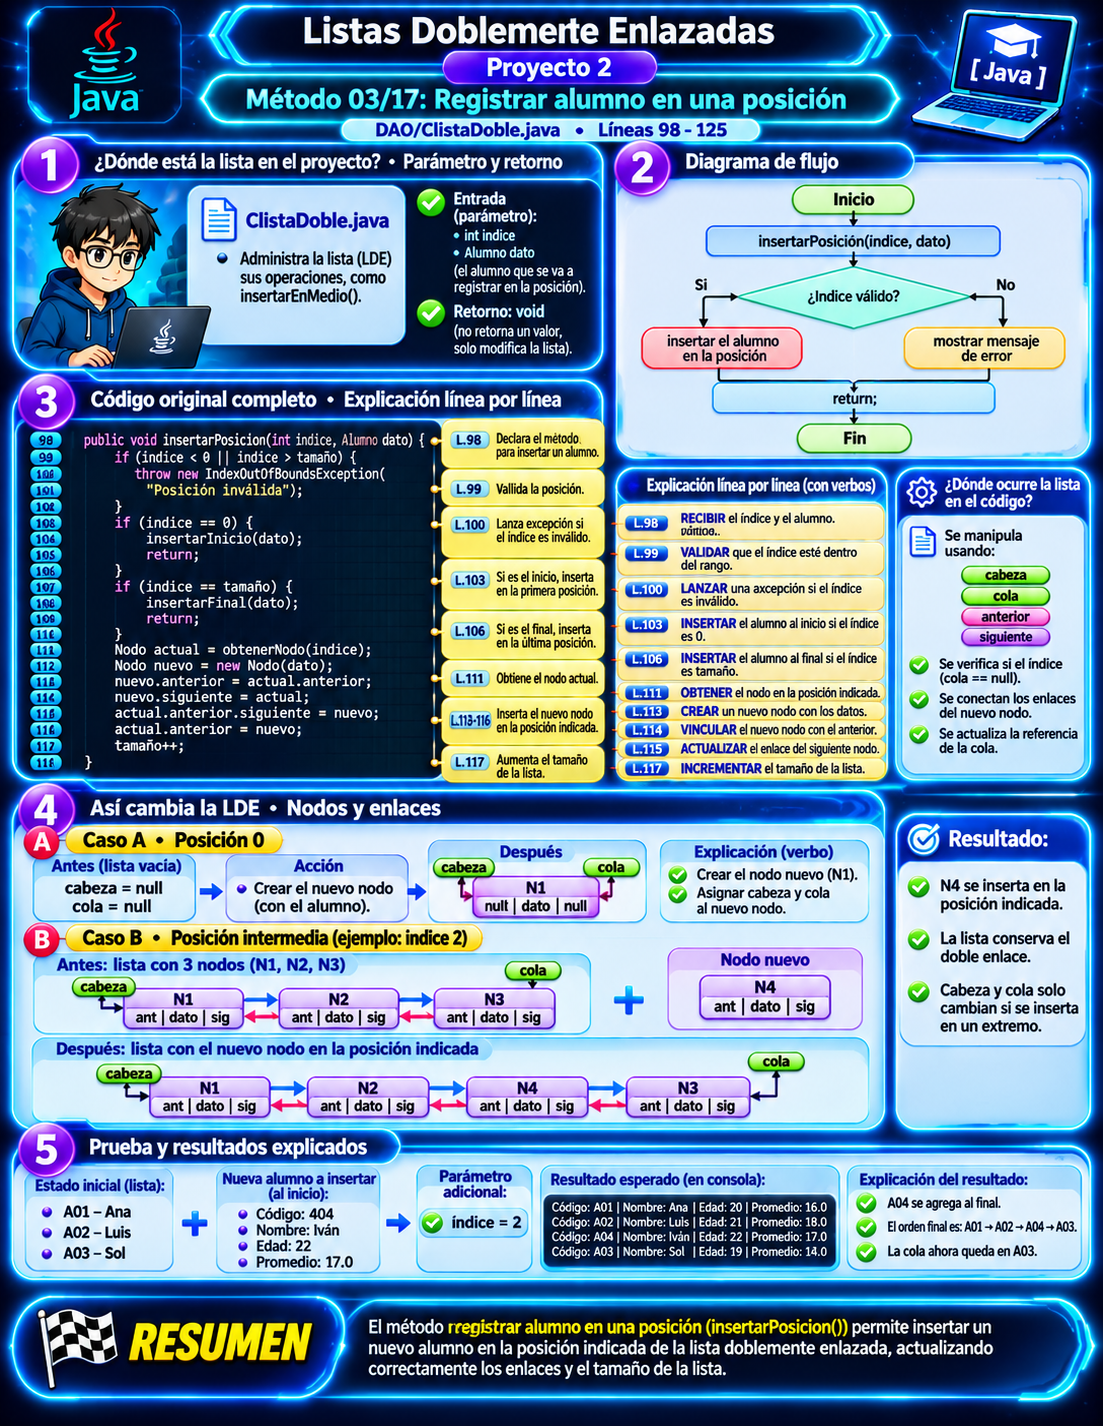 Java
Listas Doblemente Enlazadas
Proyecto 2
Método 03/17: Registrar alumno en una posición
DAO/ClistaDoble.java • Líneas 98 - 125
[ Java ]
1
¿Dónde está la lista en el proyecto? • Parámetro y retorno
ClistaDoble.java
Administra la lista (LDE)
sus operaciones, como
insertarEnMedio().
Entrada
(parámetro):
• int indice
• Alumno dato
(el alumno que se va a
registrar en la posición).
Retorno: void
(no retorna un valor,
solo modifica la lista).
2
Diagrama de flujo
Inicio
insertarPosición(índice, dato)
¿Indice válido?
Si
No
insertar el alumno
en la posición
mostrar mensaje
de error
return;
Fin
3
Código original completo • Explicación línea por línea
98 public void insertarPosicion(int indice, Alumno dato) {
99 if (indice < 0 || indice > tamaño) {
100 throw new IndexOutOfBoundsException(
101 "Posición inválida");
102 }
103 if (indice == 0) {
104 insertarInicio(dato);
105 return;
106 }
107 if (indice == tamaño) {
108 insertarFinal(dato);
108 return;
110 }
111 Nodo actual = obtenerNodo(indice);
112 Nodo nuevo = new Nodo(dato);
113 nuevo.anterior = actual.anterior;
114 nuevo.siguiente = actual;
115 actual.anterior.siguiente = nuevo;
116 actual.anterior = nuevo;
117 tamaño++;
118 }
L.98 Declara el método
para insertar un alumno.
L.99 Vallida la posición.
L.100 Lanza excepción si
el índice es inválido.
L.103 Si es el inicio, inserta
en la primera posición.
L.106 Si es el final, inserta
en la última posición.
L.111 Obtiene el nodo actual.
L.113-116 Inserta el nuevo nodo
en la posición indicada.
L.117 Aumenta el tamaño
de la lista.
Explicación línea por linea (con verbos)
L.98 RECIBIR el índice y el alumno.
L.99 VALIDAR que el índice esté dentro
del rango.
L.100 LANZAR una axcepción si el índice
es inválido.
L.103 INSERTAR el alumno al inicio si el índice
es 0.
L.106 INSERTAR el alumno al final si el índice
es tamaño.
L.111 OBTENER el nodo en la posición indicada.
L.113 CREAR un nuevo nodo con los datos.
L.114 VINCULAR el nuevo nodo con el anterior.
L.115 ACTUALIZAR el enlace del siguiente nodo.
L.117 INCREMENTAR el tamaño de la lista.
¿Dónde ocurre la lista
en el código?
Se manipula
usando:
cabeza
cola
anterior
siguiente
Se verifica si el índice
(cola == null).
Se conectan los enlaces
del nuevo nodo.
Se actualiza la referencia
de la cola.
4
Así cambia la LDE • Nodos y enlaces
A
Caso A • Posición 0
Antes (lista vacía)
cabeza = null
cola = null
Acción
Crear el nuevo nodo
(con el alumno).
Después
cabeza
cola
N1
null | dato | null
Explicación (verbo)
Crear el nodo nuevo (N1).
Asignar cabeza y cola
al nuevo nodo.
B
Caso B • Posición intermedia (ejemplo: indice 2)
Antes: lista con 3 nodos (N1, N2, N3)
cabeza
cola
N1
N2
N3
ant | dato | sig
ant | dato | sig
ant | dato | sig
Nodo nuevo
N4
ant | dato | sig
Después: lista con el nuevo nodo en la posición indicada
cabeza
cola
N1
N2
N4
N3
ant | dato | sig
ant | dato | sig
ant | dato | sig
ant | dato | sig
Resultado:
N4 se inserta en la
posición indicada.
La lista conserva el
doble enlace.
Cabeza y cola solo
cambian si se inserta
en un extremo.
5
Prueba y resultados explicados
Estado inicial (lista):
A01 – Ana
A02 – Luis
A03 – Sol
Nueva alumno a insertar
(al inicio):
Código: 404
Nombre: Iván
Edad: 22
Promedio: 17.0
Parámetro
adicional:
índice = 2
Resultado esperado (en consola):
Código: A01 | Nombre: Ana | Edad: 20 | Promedio: 16.0
Código: A02 | Nombre: Luis | Edad: 21 | Promedio: 18.0
Código: A04 | Nombre: Iván | Edad: 22 | Promedio: 17.0
Código: A03 | Nombre: Sol | Edad: 19 | Promedio: 14.0
Explicación del resultado:
A04 se agrega al final.
El orden final es: A01 → A02 → A04 → A03.
La cola ahora queda en A03.
RESUMEN
El método rregistrar alumno en una posición (insertarPosicion()) permite insertar un
nuevo alumno en la posición indicada de la lista doblemente enlazada, actualizando
correctamente los enlaces y el tamaño de la lista.